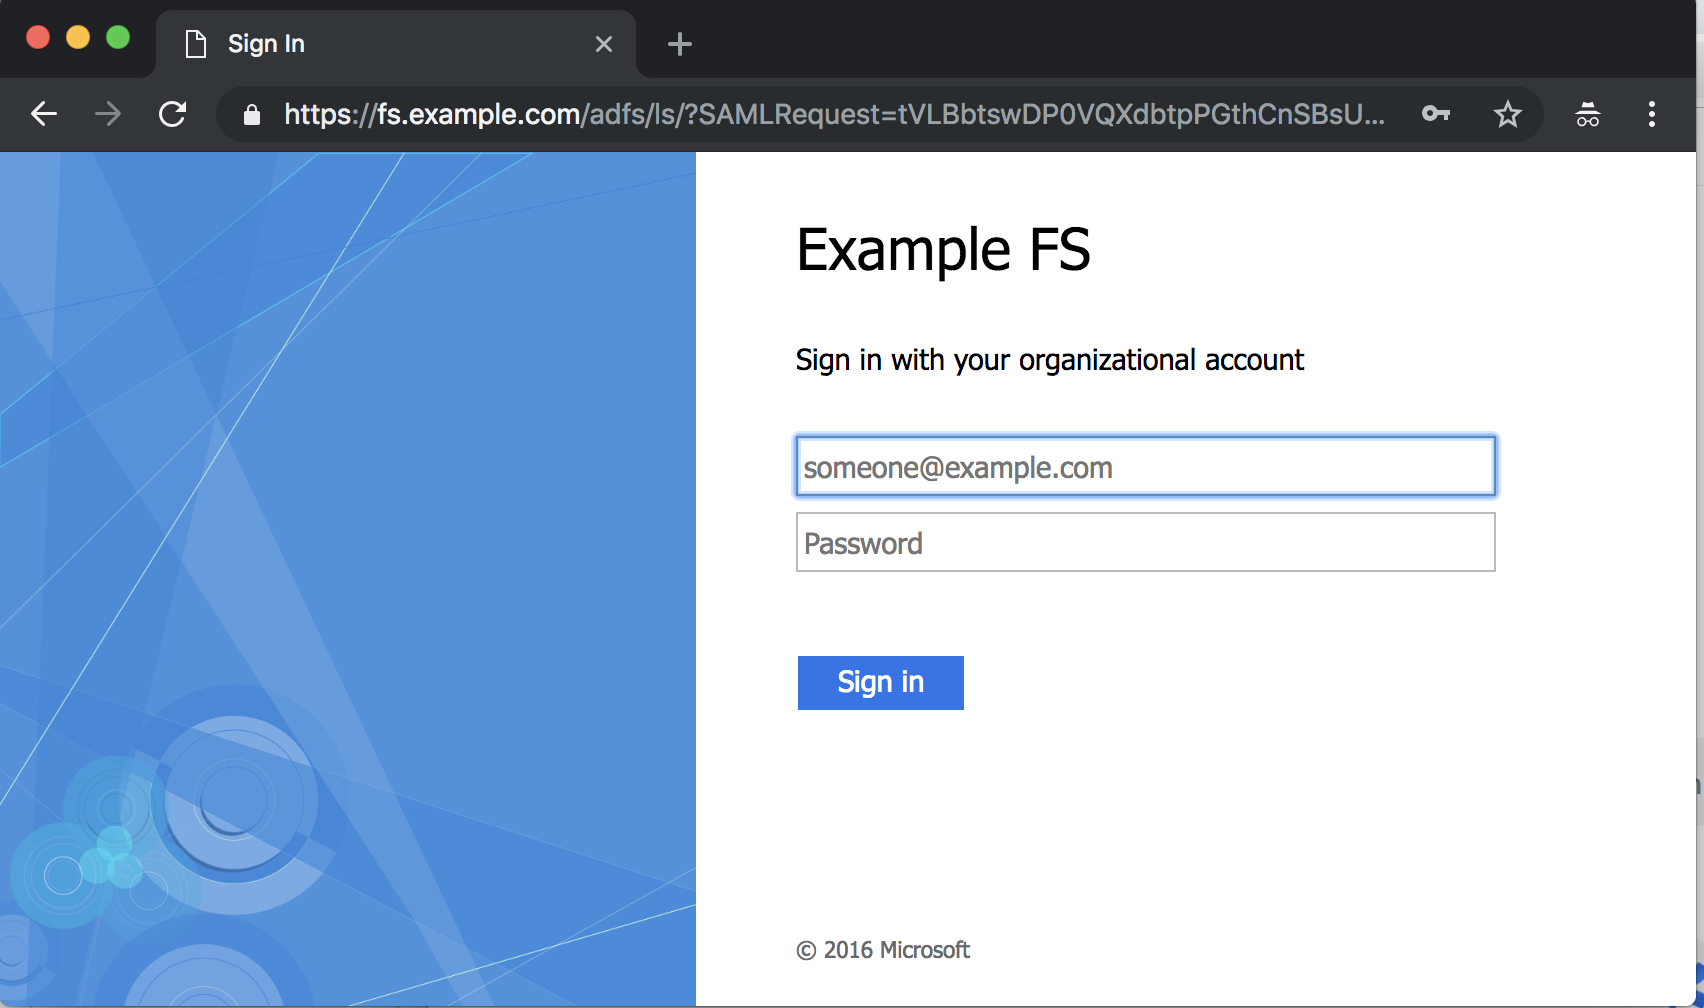 Sign In
https://fs.example.com/adfs/ls/?SAMLRequest=tVLBbtswDP0VQXdbtpPGthCnSBsU...
Example FS
Sign in with your organizational account
someone@example.com
Password
Sign in
© 2016 Microsoft